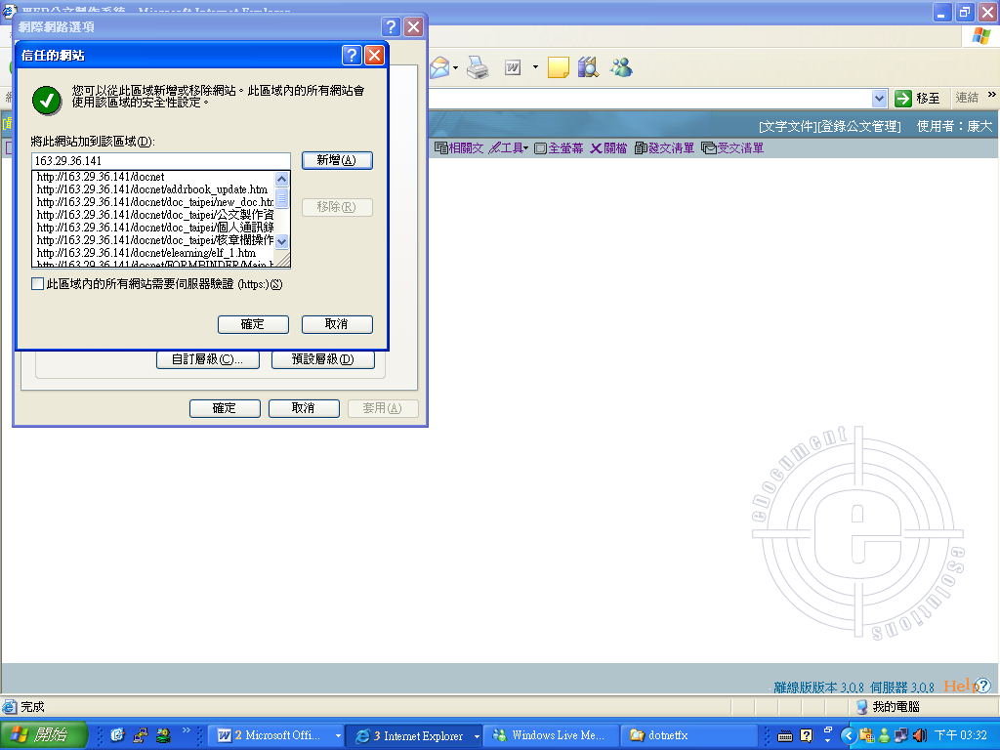 WEB公文製作系統 - Microsoft Internet Explorer
網際網路選項
信任的網站
您可以從此區域新增或移除網站。此區域內的所有網站會
使用該區域的安全性設定。
將此網站加到該區域(D):
163.29.36.141
新增(A)
http://163.29.36.141/docnet
http://163.29.36.141/docnet/addrbook_update.htm
http://163.29.36.141/docnet/doc_taipei/new_doc.htm
http://163.29.36.141/docnet/doc_taipei/公文製作資
http://163.29.36.141/docnet/doc_taipei/個人通訊錄
http://163.29.36.141/docnet/doc_taipei/核章欄操作
http://163.29.36.141/docnet/elearning/elf_1.htm
http://163.29.36.141/docnet/FORMBINDER/Main.h
移除(R)
此區域內的所有網站需要伺服器驗證 (https:)(S)
確定
取消
自訂層級(C)...
預設層級(D)
確定
取消
套用(A)
移至
連結
[文字文件][登錄公文管理] 使用者：康大
相關文 工具 全螢幕 關檔 發文清單 受文清單
eDocument
e
eSolutions
離線版版本 3.0.8 伺服器 3.0.8 Help
完成
我的電腦
開始
2 Microsoft Offi...
3 Internet Explorer
Windows Live Me...
dotnetfx
下午 03:32